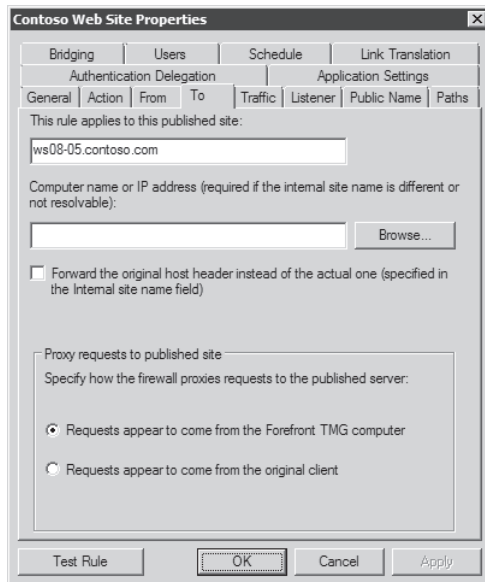 Contoso Web Site Properties
Bridging Users Schedule Link Translation
Authentication Delegation Application Settings
General Action From To Traffic Listener Public Name Paths
This rule applies to this published site:
ws08-05.contoso.com
Computer name or IP address (required if the internal site name is different or
not resolvable):
Browse...
Forward the original host header instead of the actual one (specified in
the Internal site name field)
Proxy requests to published site
Specify how the firewall proxies requests to the published server:
Requests appear to come from the Forefront TMG computer
Requests appear to come from the original client
Test Rule OK Cancel Apply